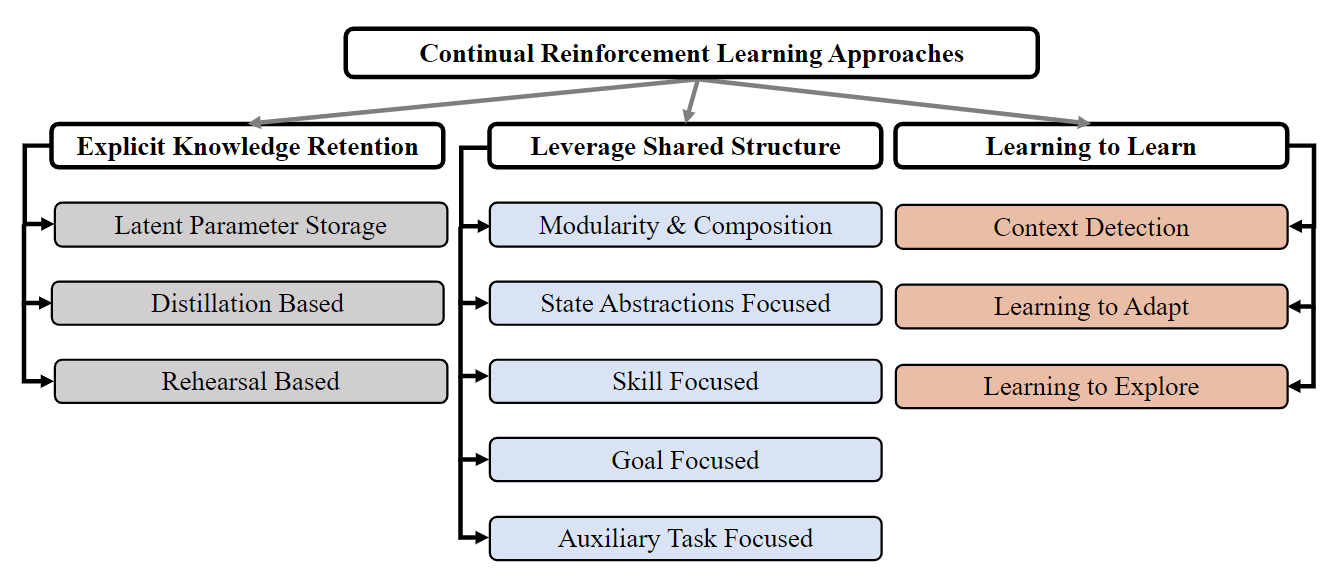 Continual Reinforcement Learning Approaches
Explicit Knowledge Retention
Latent Parameter Storage
Distillation Based
Rehearsal Based
Leverage Shared Structure
Modularity & Composition
State Abstractions Focused
Skill Focused
Goal Focused
Auxiliary Task Focused
Learning to Learn
Context Detection
Learning to Adapt
Learning to Explore